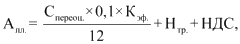 Апл. = (Спереоц. × 0,1 × Кэф.) / 12 + Нтр. + НДС,